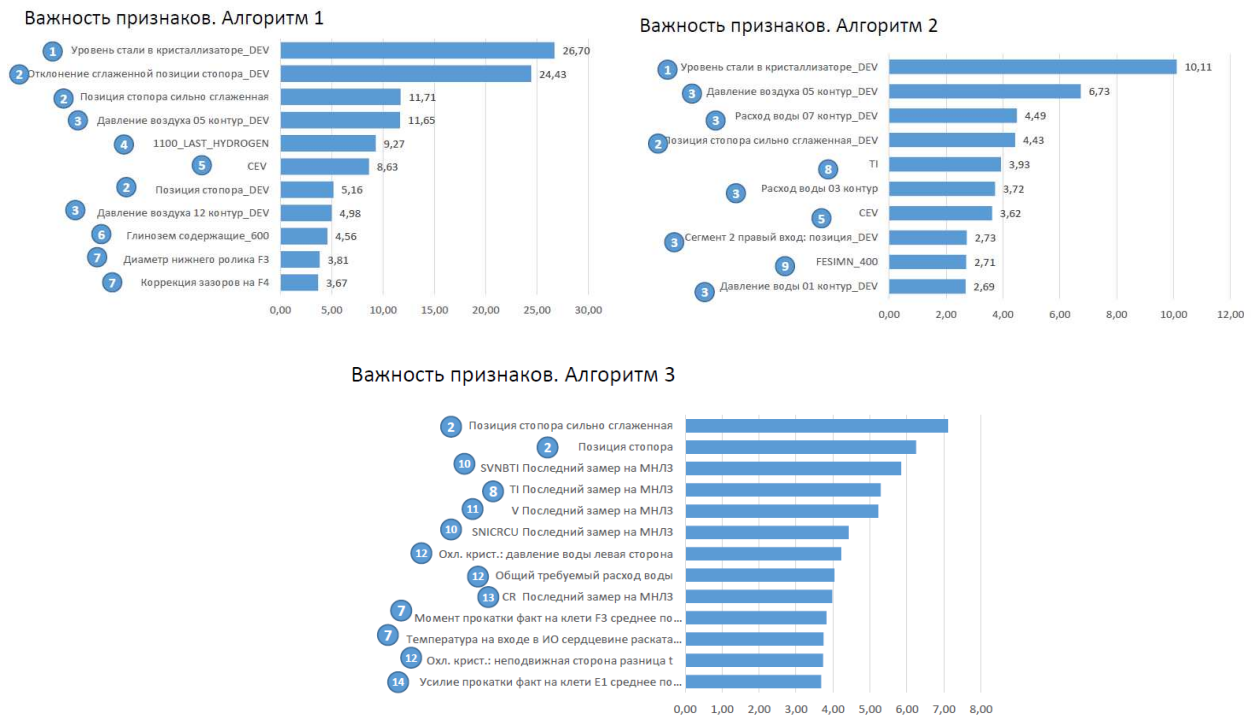 Важность признаков. Алгоритм 1
1 Уровень стали в кристаллизаторе_DEV 26,70
2 Отклонение сглаженной позиции стопора_DEV 24,43
2 Позиция стопора сильно сглаженная 11,71
3 Давление воздуха 05 контур_DEV 11,65
4 1100_LAST_HYDROGEN 9,27
5 CEV 8,63
2 Позиция стопора_DEV 5,16
3 Давление воздуха 12 контур_DEV 4,98
6 Глинозем содержащие_600 4,56
7 Диаметр нижнего ролика F3 3,81
7 Коррекция зазоров на F4 3,67
0,00 5,00 10,00 15,00 20,00 25,00 30,00
Важность признаков. Алгоритм 2
1 Уровень стали в кристаллизаторе_DEV 10,11
3 Давление воздуха 05 контур_DEV 6,73
3 Расход воды 07 контур_DEV 4,49
2 Позиция стопора сильно сглаженная_DEV 4,43
8 TI 3,93
3 Расход воды 03 контур 3,72
5 CEV 3,62
3 Сегмент 2 правый вход: позиция_DEV 2,73
9 FESIMN_400 2,71
3 Давление воды 01 контур_DEV 2,69
0,00 2,00 4,00 6,00 8,00 10,00 12,00
Важность признаков. Алгоритм 3
2 Позиция стопора сильно сглаженная
2 Позиция стопора
10 SVNBTI Последний замер на МНЛЗ
8 TI Последний замер на МНЛЗ
11 V Последний замер на МНЛЗ
10 SNICRCU Последний замер на МНЛЗ
12 Охл. крист.: давление воды левая сторона
12 Общий требуемый расход воды
13 CR Последний замер на МНЛЗ
7 Момент прокатки факт на клети F3 среднее по...
7 Температура на входе в ИО сердцевине раската...
12 Охл. крист.: неподвижная сторона разница t
14 Усилие прокатки факт на клети E1 среднее по...
0,00 1,00 2,00 3,00 4,00 5,00 6,00 7,00 8,00